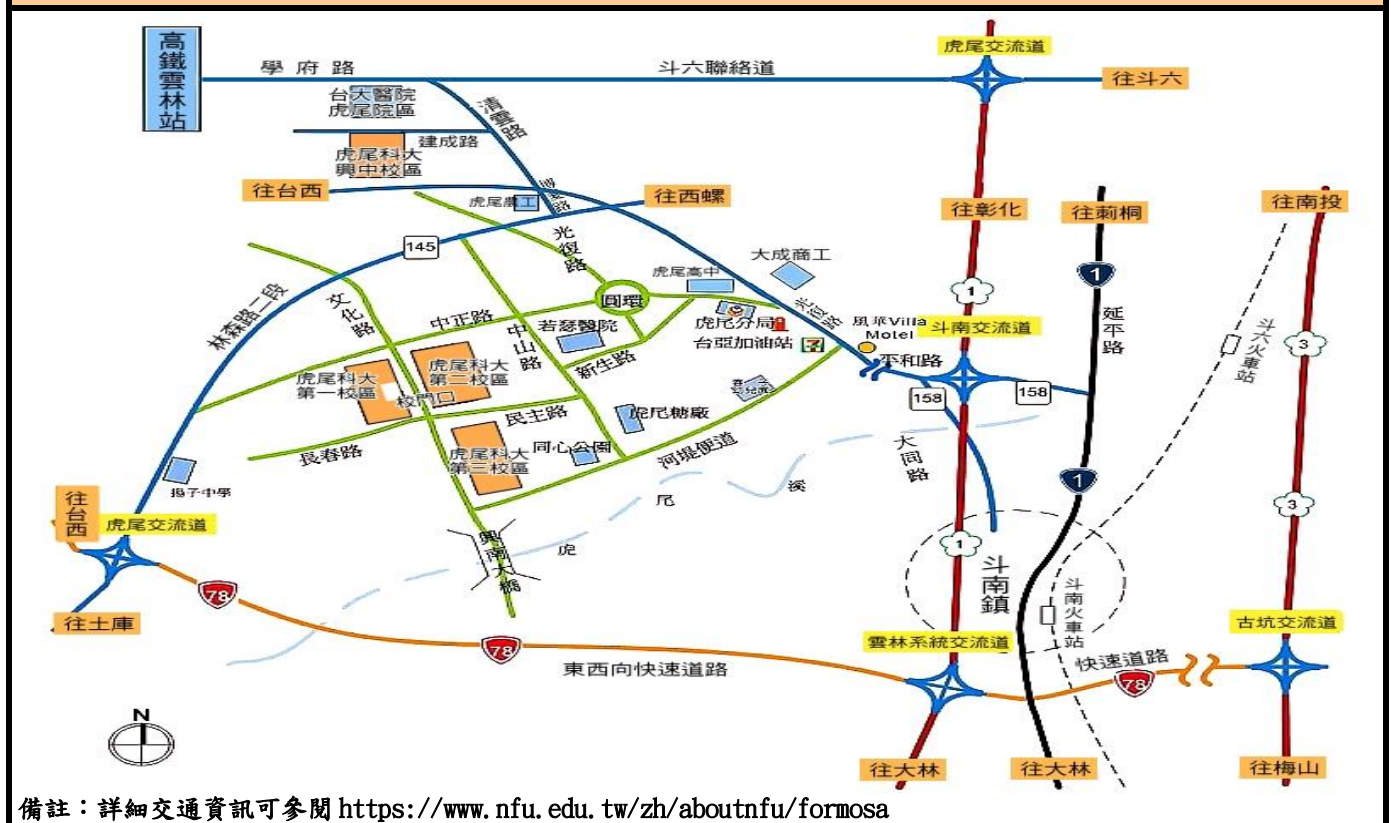 高鐵雲林站
學府路
斗六聯絡道
虎尾交流道
往斗六
台大醫院
虎尾院區
清雲路
建成路
虎尾科大
興中校區
往台西
虎尾農工
往西螺
往彰化
往莿桐
往南投
145
光復路
大成商工
虎尾高中
1
1
林森路二段
文化路
中正路
中山路
圓環
若瑟醫院
新生路
虎尾分局
台亞加油站
7
光復路
風華Villa
Motel
斗南交流道
平和路
延平路
斗六火車站
3
虎尾科大
第一校區
虎尾科大
第二校區
校門口
158
158
民主路
虎尾糖廠
長春路
虎尾科大
第三校區
同心公園
河堤便道
大同路
揚子中學
1
3
往台西
虎尾交流道
虎
尾
溪
興南大橋
1
斗南鎮
斗南火車站
78
往土庫
78
東西向快速道路
雲林系統交流道
快速道路
78
古坑交流道
N
往大林
往大林
往梅山
備註：詳細交通資訊可參閱https://www.nfu.edu.tw/zh/aboutnfu/formosa